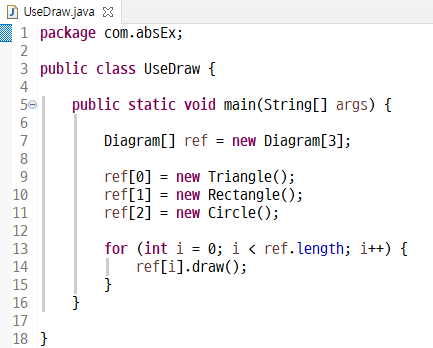 UseDraw.java
1 package com.absEx;
2
3 public class UseDraw {
4
5 public static void main(String[] args) {
6
7 Diagram[] ref = new Diagram[3];
8
9 ref[0] = new Triangle();
10 ref[1] = new Rectangle();
11 ref[2] = new Circle();
12
13 for (int i = 0; i < ref.length; i++) {
14 ref[i].draw();
15 }
16 }
17
18 }